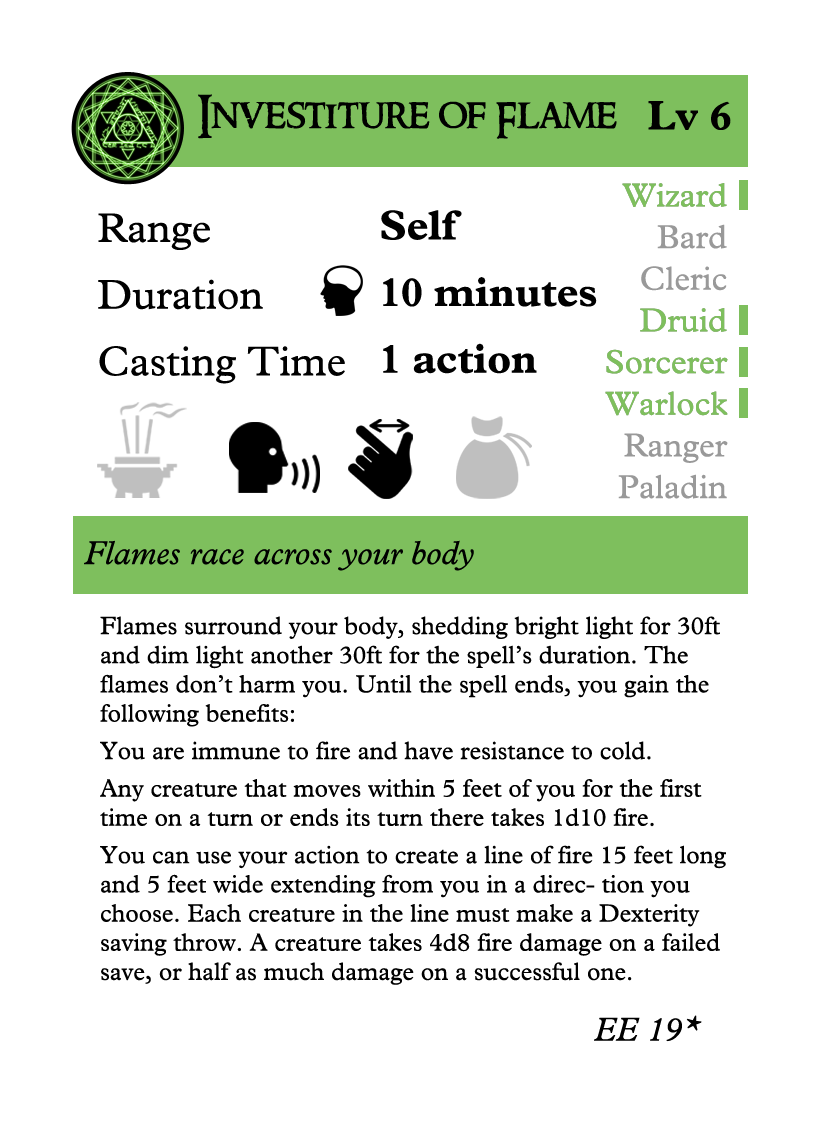 Investiture of Flame Lv 6
Range Self
Duration 10 minutes
Casting Time 1 action
Wizard
Bard
Cleric
Druid
Sorcerer
Warlock
Ranger
Paladin
Flames race across your body
Flames surround your body, shedding bright light for 30ft
and dim light another 30ft for the spell’s duration. The
flames don’t harm you. Until the spell ends, you gain the
following benefits:
You are immune to fire and have resistance to cold.
Any creature that moves within 5 feet of you for the first
time on a turn or ends its turn there takes 1d10 fire.
You can use your action to create a line of fire 15 feet long
and 5 feet wide extending from you in a direc- tion you
choose. Each creature in the line must make a Dexterity
saving throw. A creature takes 4d8 fire damage on a failed
save, or half as much damage on a successful one.
EE 19*